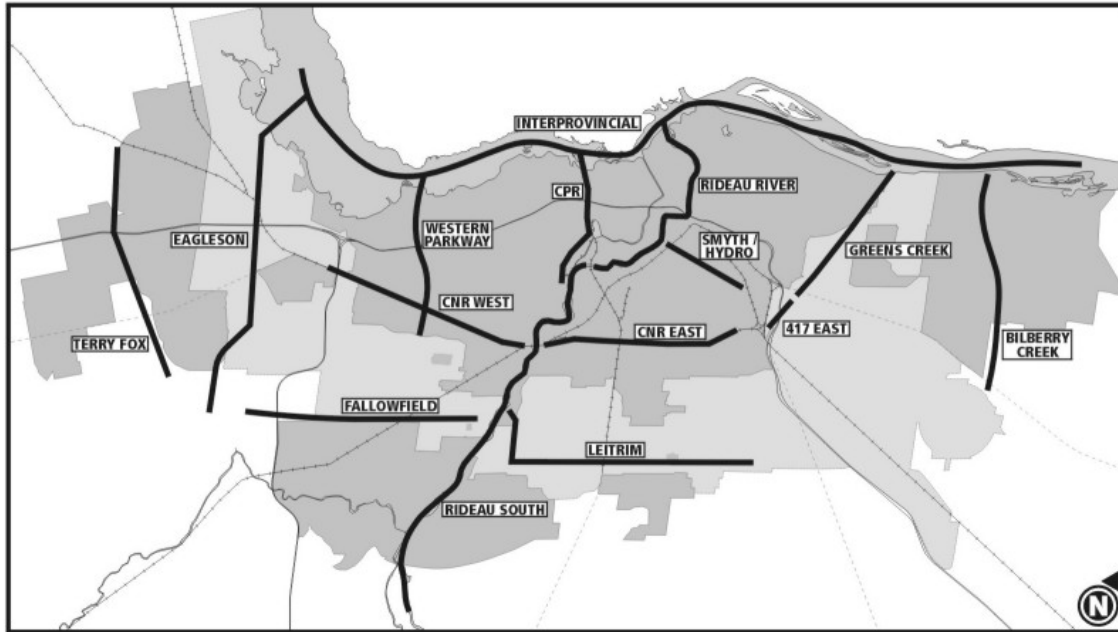 INTERPROVINCIAL
CPR
RIDEAU RIVER
WESTERN
PARKWAY
EAGLESON
SMYTH /
HYDRO
GREENS CREEK
CNR WEST
417 EAST
CNR EAST
TERRY FOX
BILBERRY
CREEK
FALLOWFIELD
LEITRIM
RIDEAU SOUTH
N